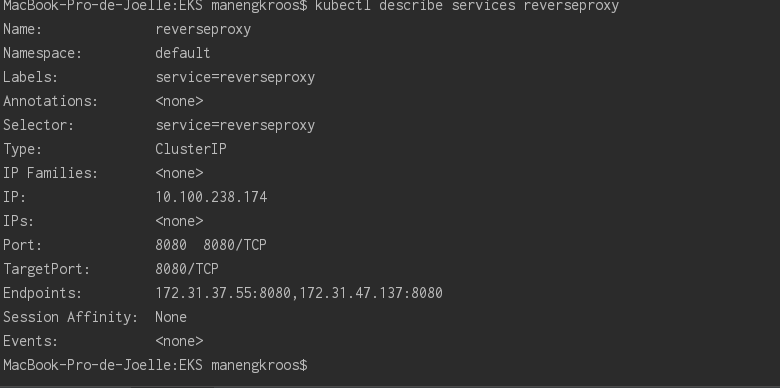 MacBook-Pro-de-Joelle:EKS manengkroos$ kubectl describe services reverseproxy
Name:              reverseproxy
Namespace:         default
Labels:            service=reverseproxy
Annotations:       <none>
Selector:          service=reverseproxy
Type:              ClusterIP
IP Families:       <none>
IP:                10.100.238.174
IPs:               <none>
Port:              8080  8080/TCP
TargetPort:        8080/TCP
Endpoints:         172.31.37.55:8080,172.31.47.137:8080
Session Affinity:  None
Events:            <none>
MacBook-Pro-de-Joelle:EKS manengkroos$